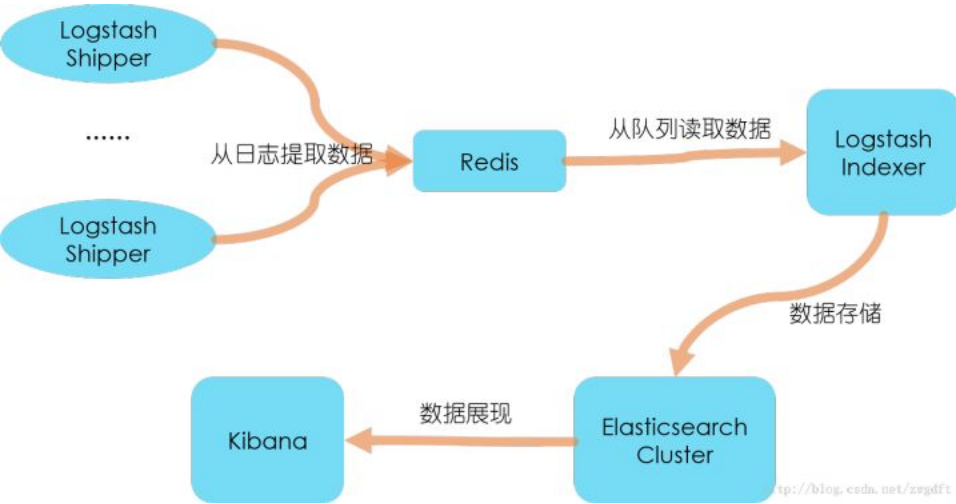 Logstash
Shipper
......
从日志提取数据
Logstash
Shipper
Redis
从队列读取数据
Logstash
Indexer
数据存储
Elasticsearch
Cluster
数据展现
Kibana